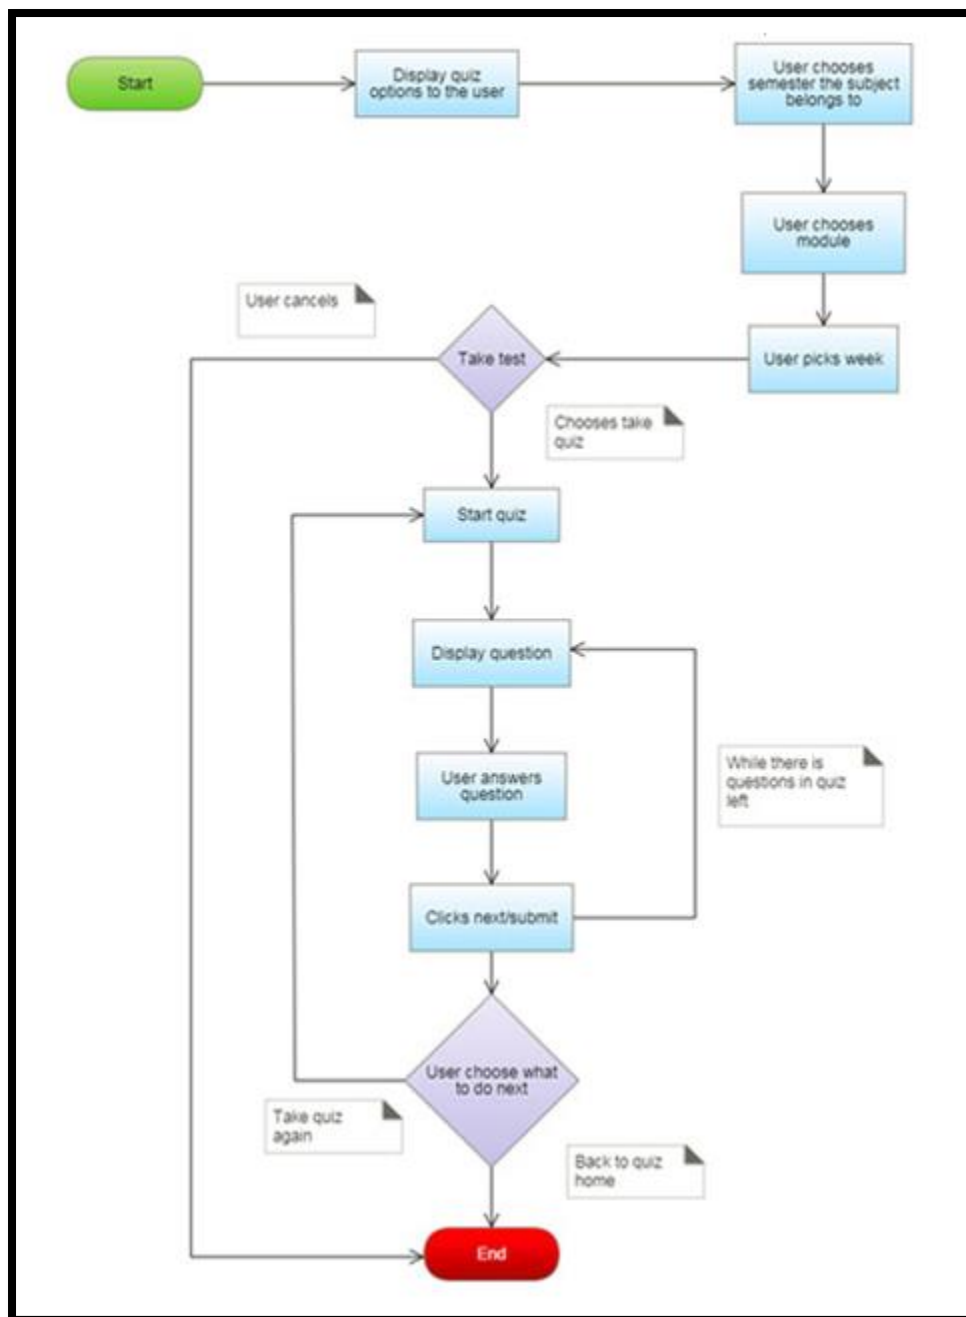 Start
Display quiz
options to the user
User chooses
semester the subject
belongs to
User chooses
module
User cancels
Take test
User picks week
Chooses take
quiz
Start quiz
Display question
User answers
question
While there is
questions in quiz
left
Clicks next/submit
User choose what
to do next
Take quiz
again
Back to quiz
home
End